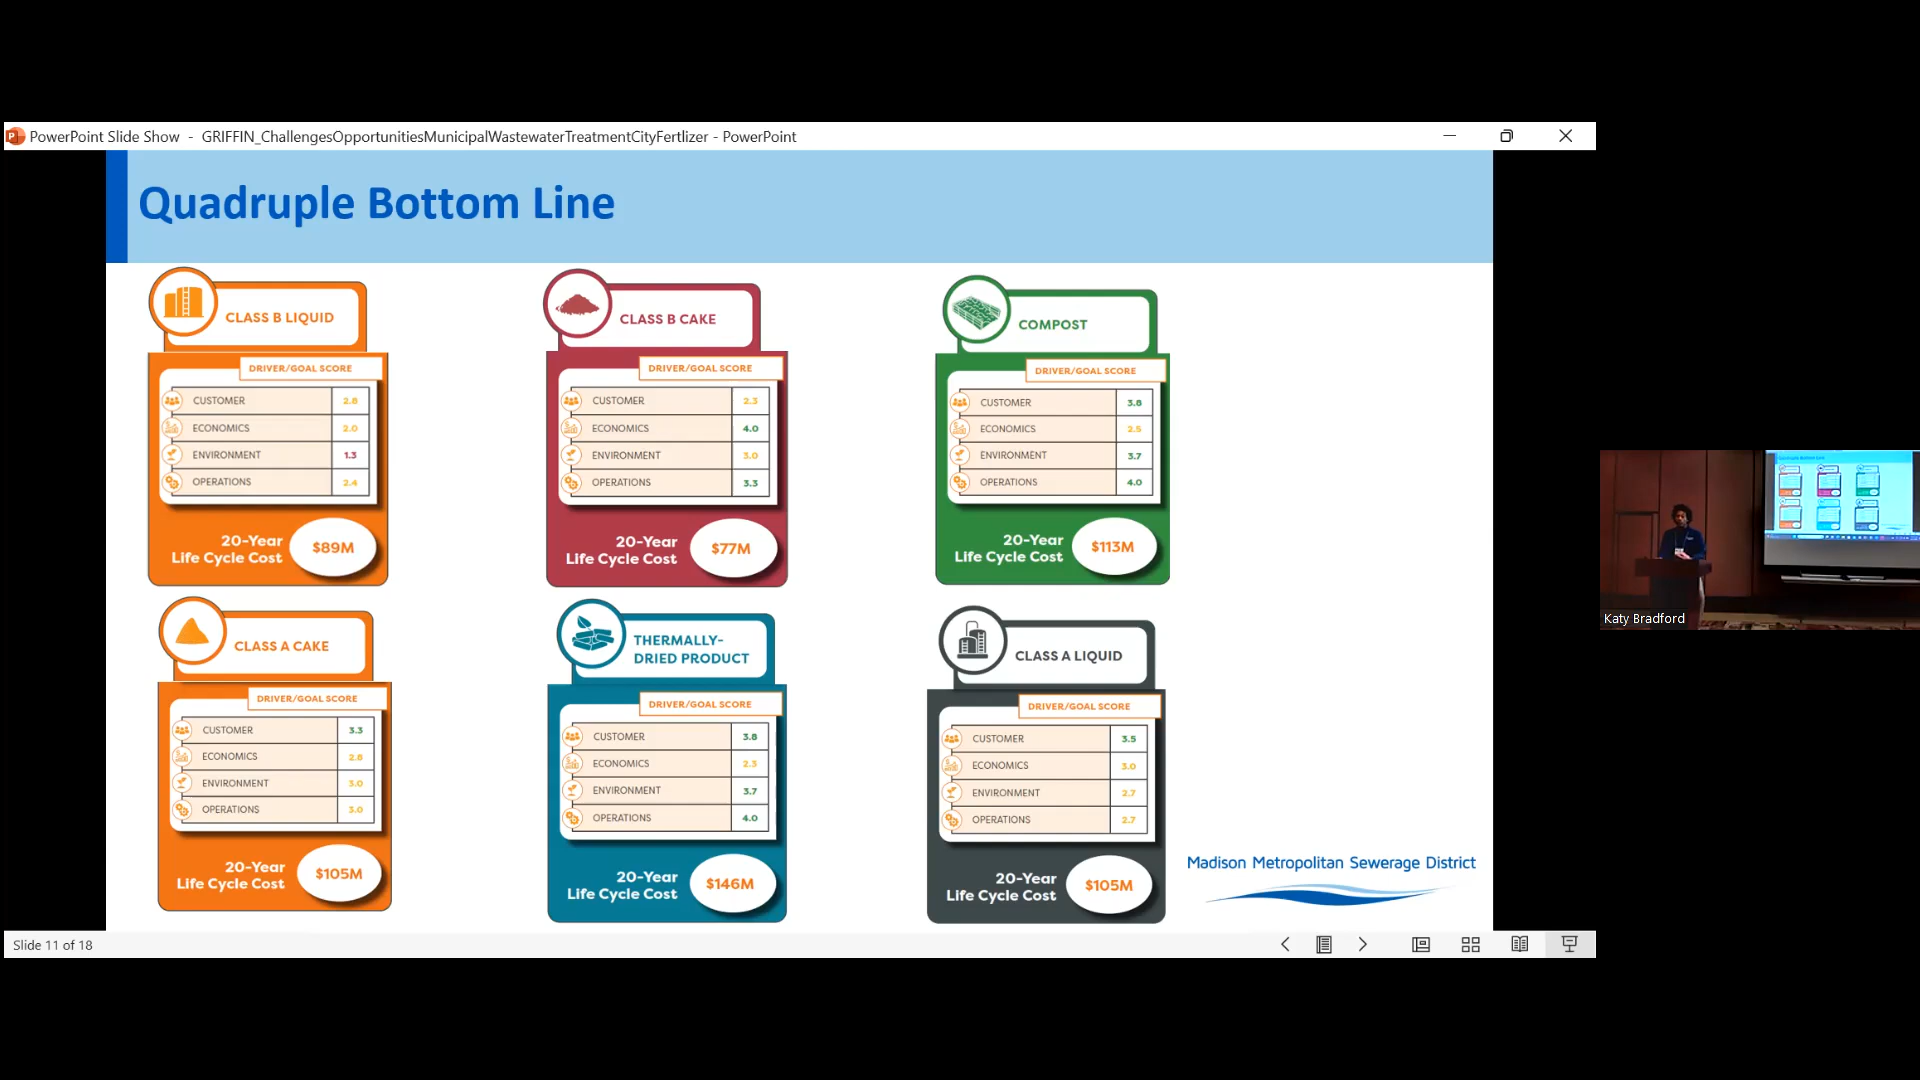 PowerPoint Slide Show - GRIFFIN_ChallengesOpportunitiesMunicipalWastewaterTreatmentCityFertlizer - PowerPoint
Quadruple Bottom Line
CLASS B LIQUID
DRIVER/GOAL SCORE
CUSTOMER 2.8
ECONOMICS 2.0
ENVIRONMENT 1.3
OPERATIONS 2.4
20-Year
Life Cycle Cost
$89M
CLASS B CAKE
DRIVER/GOAL SCORE
CUSTOMER 2.3
ECONOMICS 4.0
ENVIRONMENT 3.0
OPERATIONS 3.3
20-Year
Life Cycle Cost
$77M
COMPOST
DRIVER/GOAL SCORE
CUSTOMER 3.8
ECONOMICS 2.5
ENVIRONMENT 3.7
OPERATIONS 4.0
20-Year
Life Cycle Cost
$113M
CLASS A CAKE
DRIVER/GOAL SCORE
CUSTOMER 3.3
ECONOMICS 2.8
ENVIRONMENT 3.0
OPERATIONS 3.0
20-Year
Life Cycle Cost
$105M
THERMALLY-
DRIED PRODUCT
DRIVER/GOAL SCORE
CUSTOMER 3.8
ECONOMICS 2.3
ENVIRONMENT 3.7
OPERATIONS 4.0
20-Year
Life Cycle Cost
$146M
CLASS A LIQUID
DRIVER/GOAL SCORE
CUSTOMER 3.5
ECONOMICS 3.0
ENVIRONMENT 2.7
OPERATIONS 2.7
20-Year
Life Cycle Cost
$105M
Madison Metropolitan Sewerage District
Slide 11 of 18
Quadruple Bottom Line
Katy Bradford